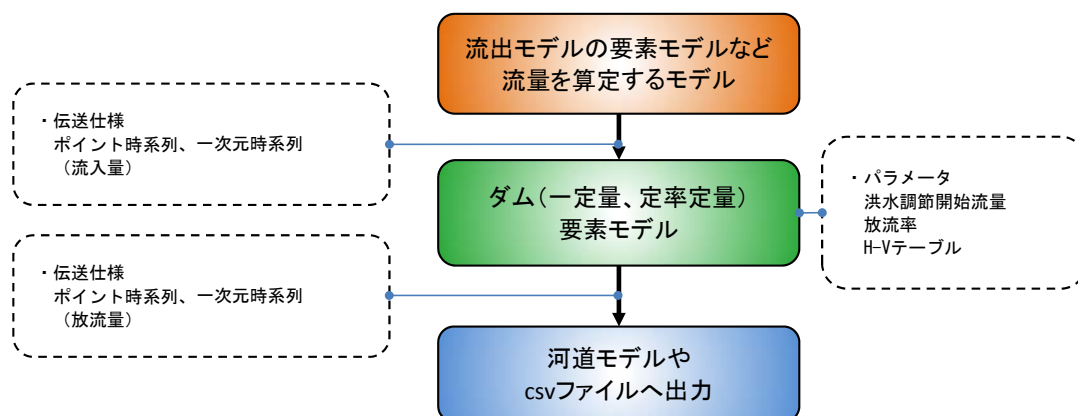 流出モデルの要素モデルなど
流量を算定するモデル
・伝送仕様
ポイント時系列、一次元時系列
（流入量）
ダム（一定量、定率定量）
要素モデル
・パラメータ
洪水調節開始流量
放流率
H-Vテーブル
・伝送仕様
ポイント時系列、一次元時系列
（放流量）
河道モデルや
csvファイルへ出力